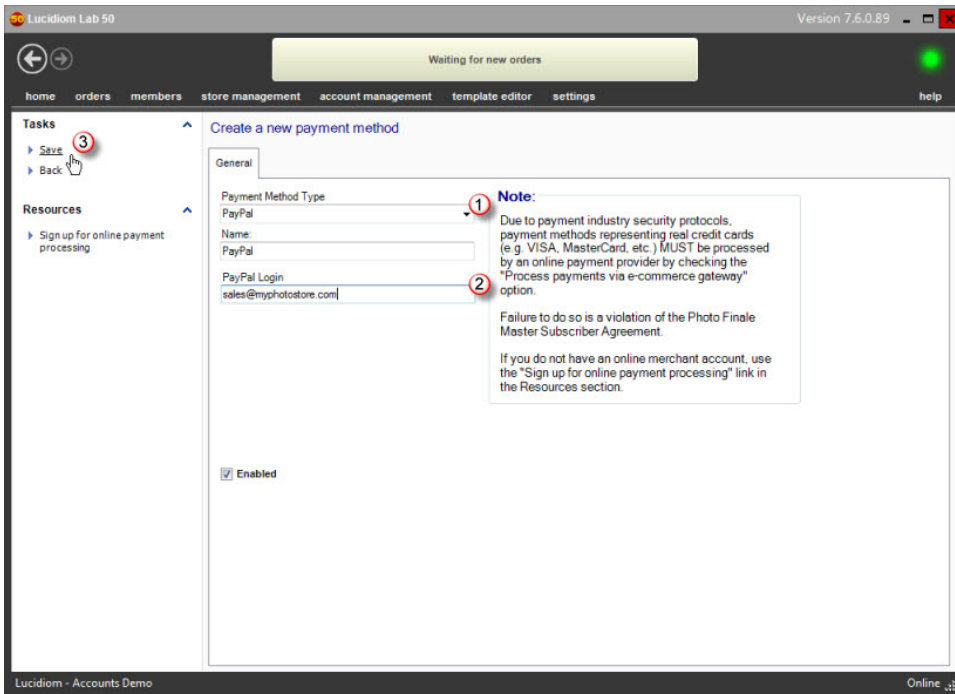 50 Lucidiom Lab 50
Version 7.6.0.89
Waiting for new orders
home orders members store management account management template editor settings help
Tasks
Save
3
Back
Resources
Sign up for online payment
processing
Create a new payment method
General
Payment Method Type
PayPal
1
Name:
PayPal
PayPal Login
2
sales@myphotostore.com
Note:
Due to payment industry security protocols,
payment methods representing real credit cards
(e.g. VISA, MasterCard, etc.) MUST be processed
by an online payment provider by checking the
"Process payments via e-commerce gateway"
option.
Failure to do so is a violation of the Photo Finale
Master Subscriber Agreement.
If you do not have an online merchant account, use
the "Sign up for online payment processing" link in
the Resources section.
Enabled
Lucidiom - Accounts Demo
Online